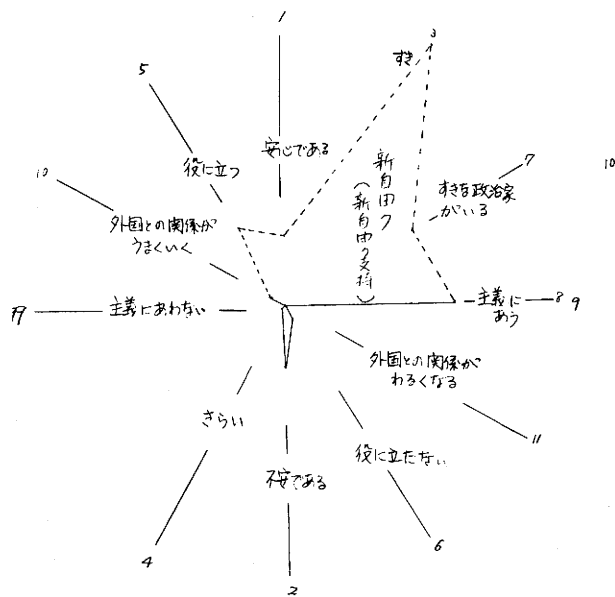 1
3
すき
5
安心である
役に立つ
7
10
10
すきな政治家
がいる
新自ク
（新自ク支持）
外国との関係が
うまくいく
主義にあわない
主義に
あう
8 9
外国との関係が
わるくなる
きらい
11
役に立たない
不安である
6
4
2